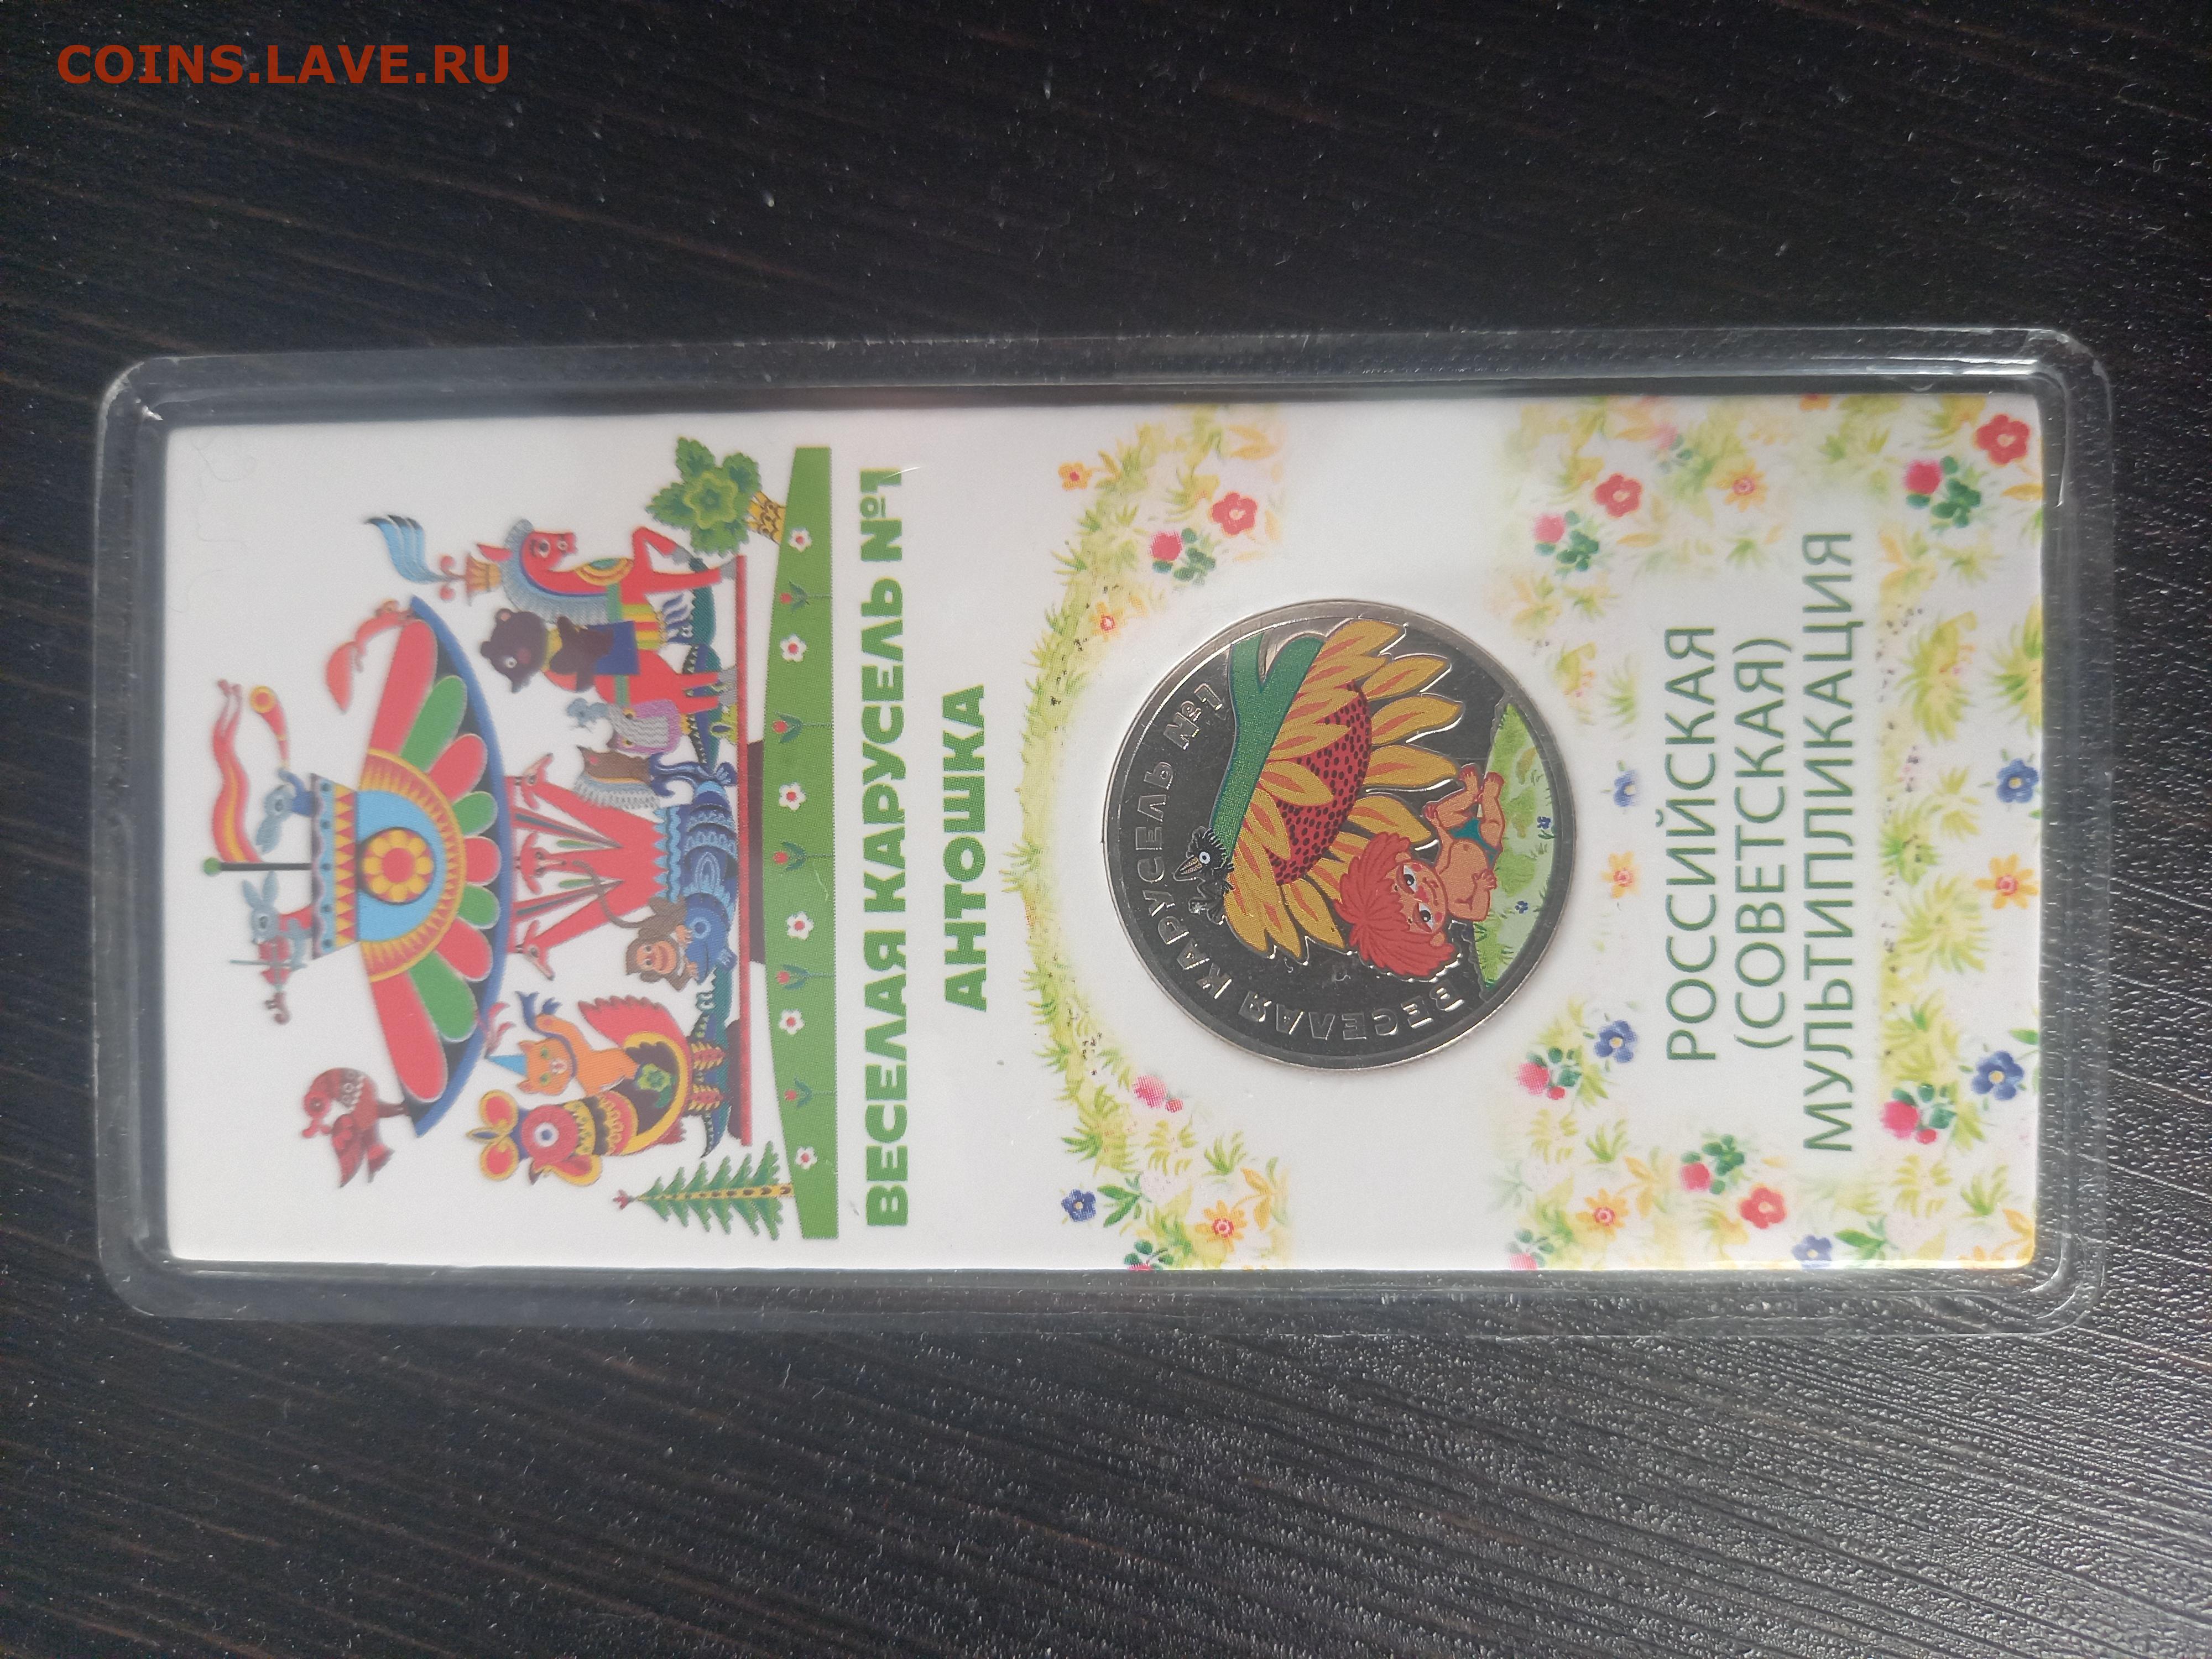 COINS.LAVE.RU
ВЕСЕЛАЯ КАРУСЕЛЬ №1
АНТОШКА
ВЕСЕЛАЯ КАРУСЕЛЬ №1
РОССИЙСКАЯ
(СОВЕТСКАЯ)
МУЛЬТИПЛИКАЦИЯ